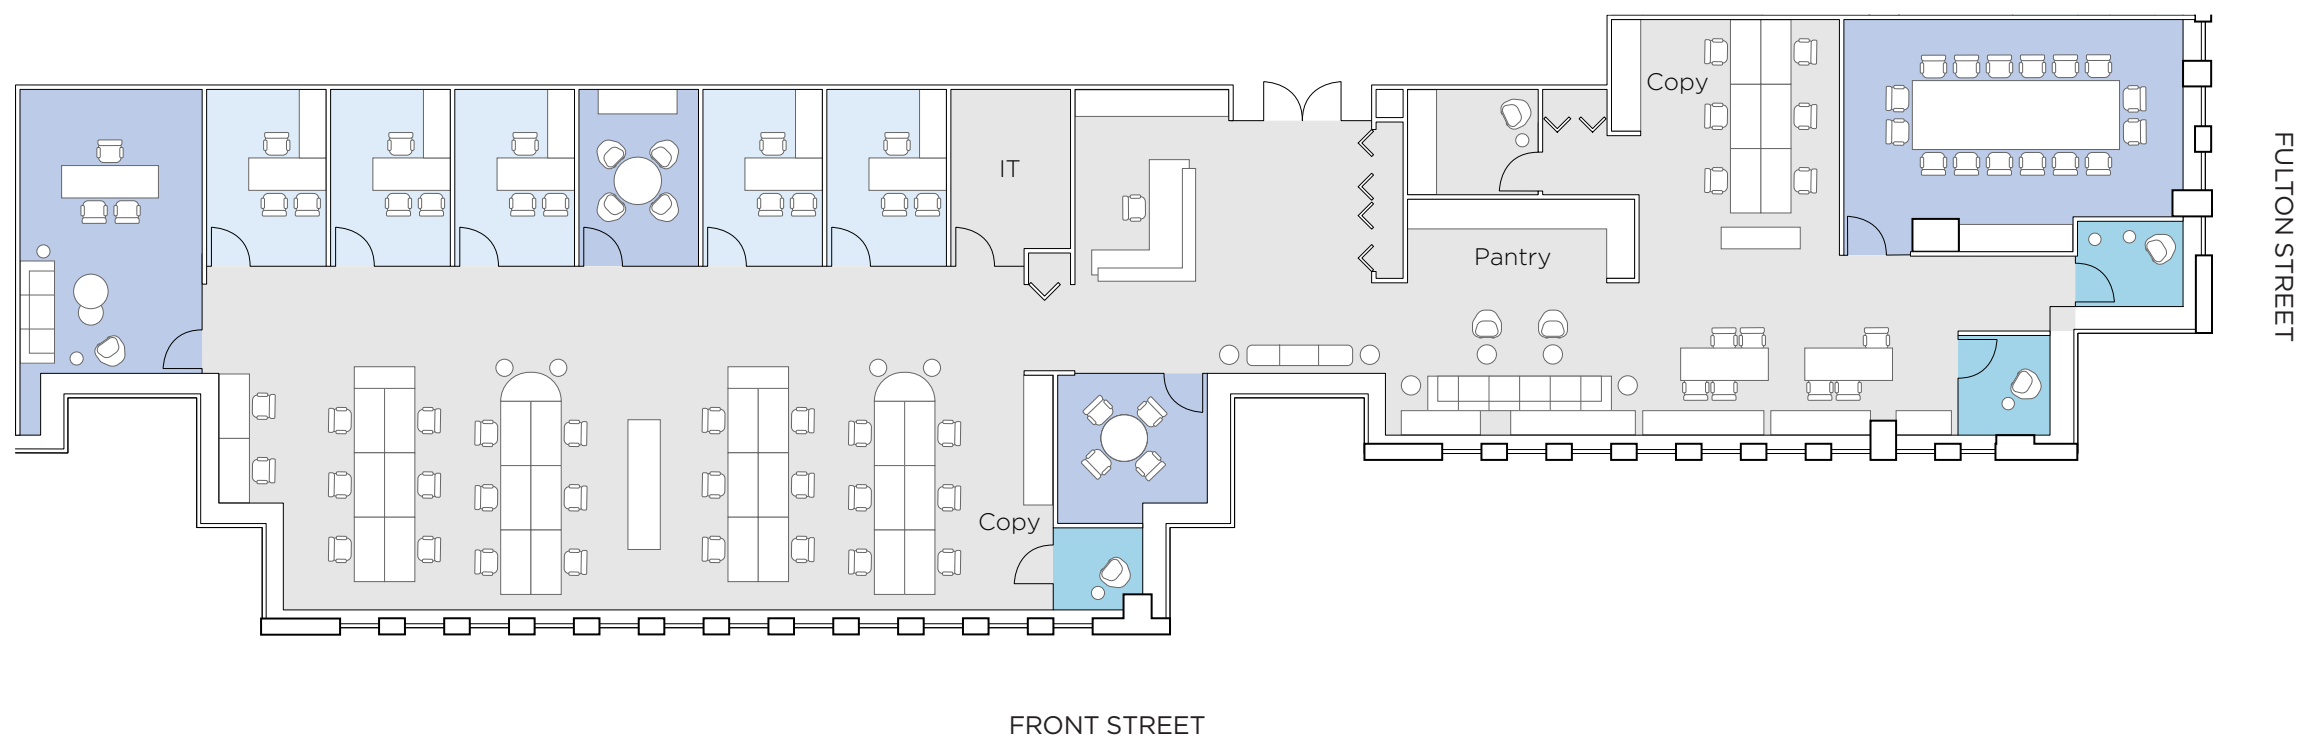 Copy
IT
Pantry
FULTON STREET
Copy
FRONT STREET